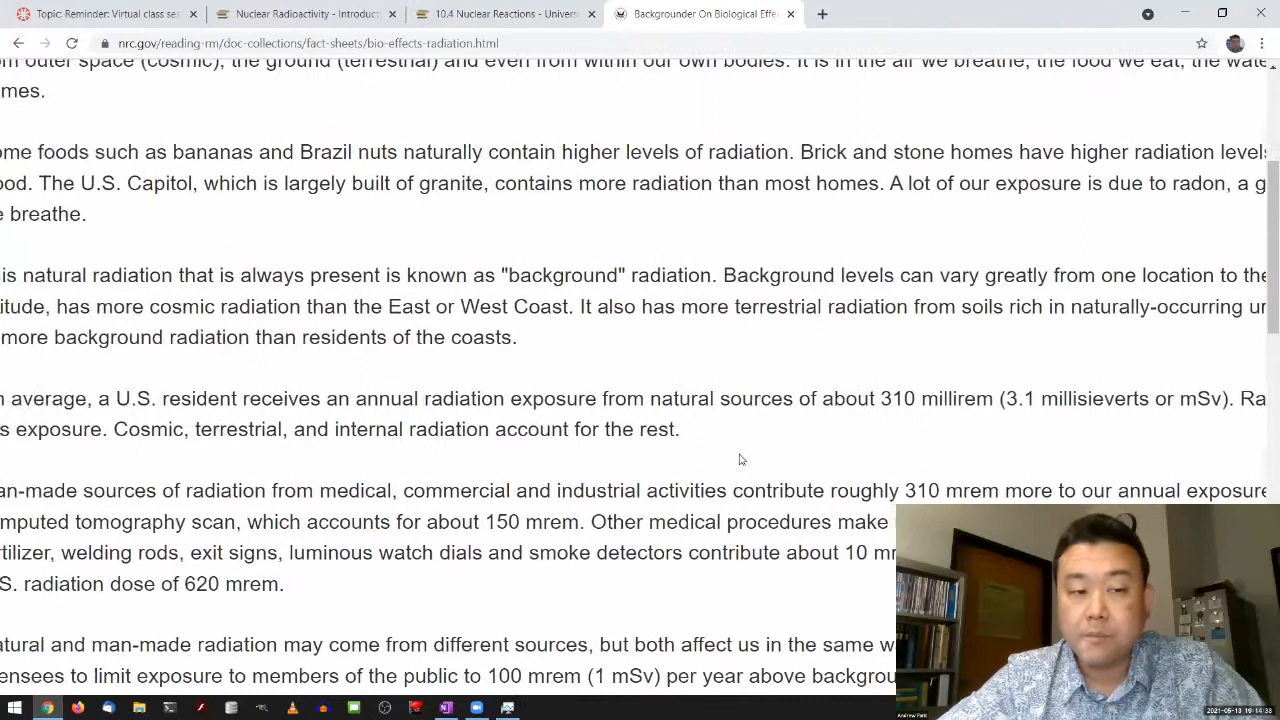 Topic: Reminder: Virtual class se
Nuclear Radioactivity - Introduct
10.4 Nuclear Reactions - Univers
Backgrounder On Biological Effe
nrc.gov/reading-rm/doc-collections/fact-sheets/bio-effects-radiation.html
om outer space (cosmic), the ground (terrestrial) and even from within our own bodies. It is in the air we breathe, the food we eat, the wate
mes.
ome foods such as bananas and Brazil nuts naturally contain higher levels of radiation. Brick and stone homes have higher radiation levels
ood. The U.S. Capitol, which is largely built of granite, contains more radiation than most homes. A lot of our exposure is due to radon, a g
e breathe.
is natural radiation that is always present is known as "background" radiation. Background levels can vary greatly from one location to the
titude, has more cosmic radiation than the East or West Coast. It also has more terrestrial radiation from soils rich in naturally-occurring ur
more background radiation than residents of the coasts.
n average, a U.S. resident receives an annual radiation exposure from natural sources of about 310 millirem (3.1 millisieverts or mSv). Ra
s exposure. Cosmic, terrestrial, and internal radiation account for the rest.
an-made sources of radiation from medical, commercial and industrial activities contribute roughly 310 mrem more to our annual exposure
mputed tomography scan, which accounts for about 150 mrem. Other medical procedures make
rtilizer, welding rods, exit signs, luminous watch dials and smoke detectors contribute about 10 mr
S. radiation dose of 620 mrem.
atural and man-made radiation may come from different sources, but both affect us in the same w
ensees to limit exposure to members of the public to 100 mrem (1 mSv) per year above backgrou
Andrew Park
2021-05-13 19:14:38